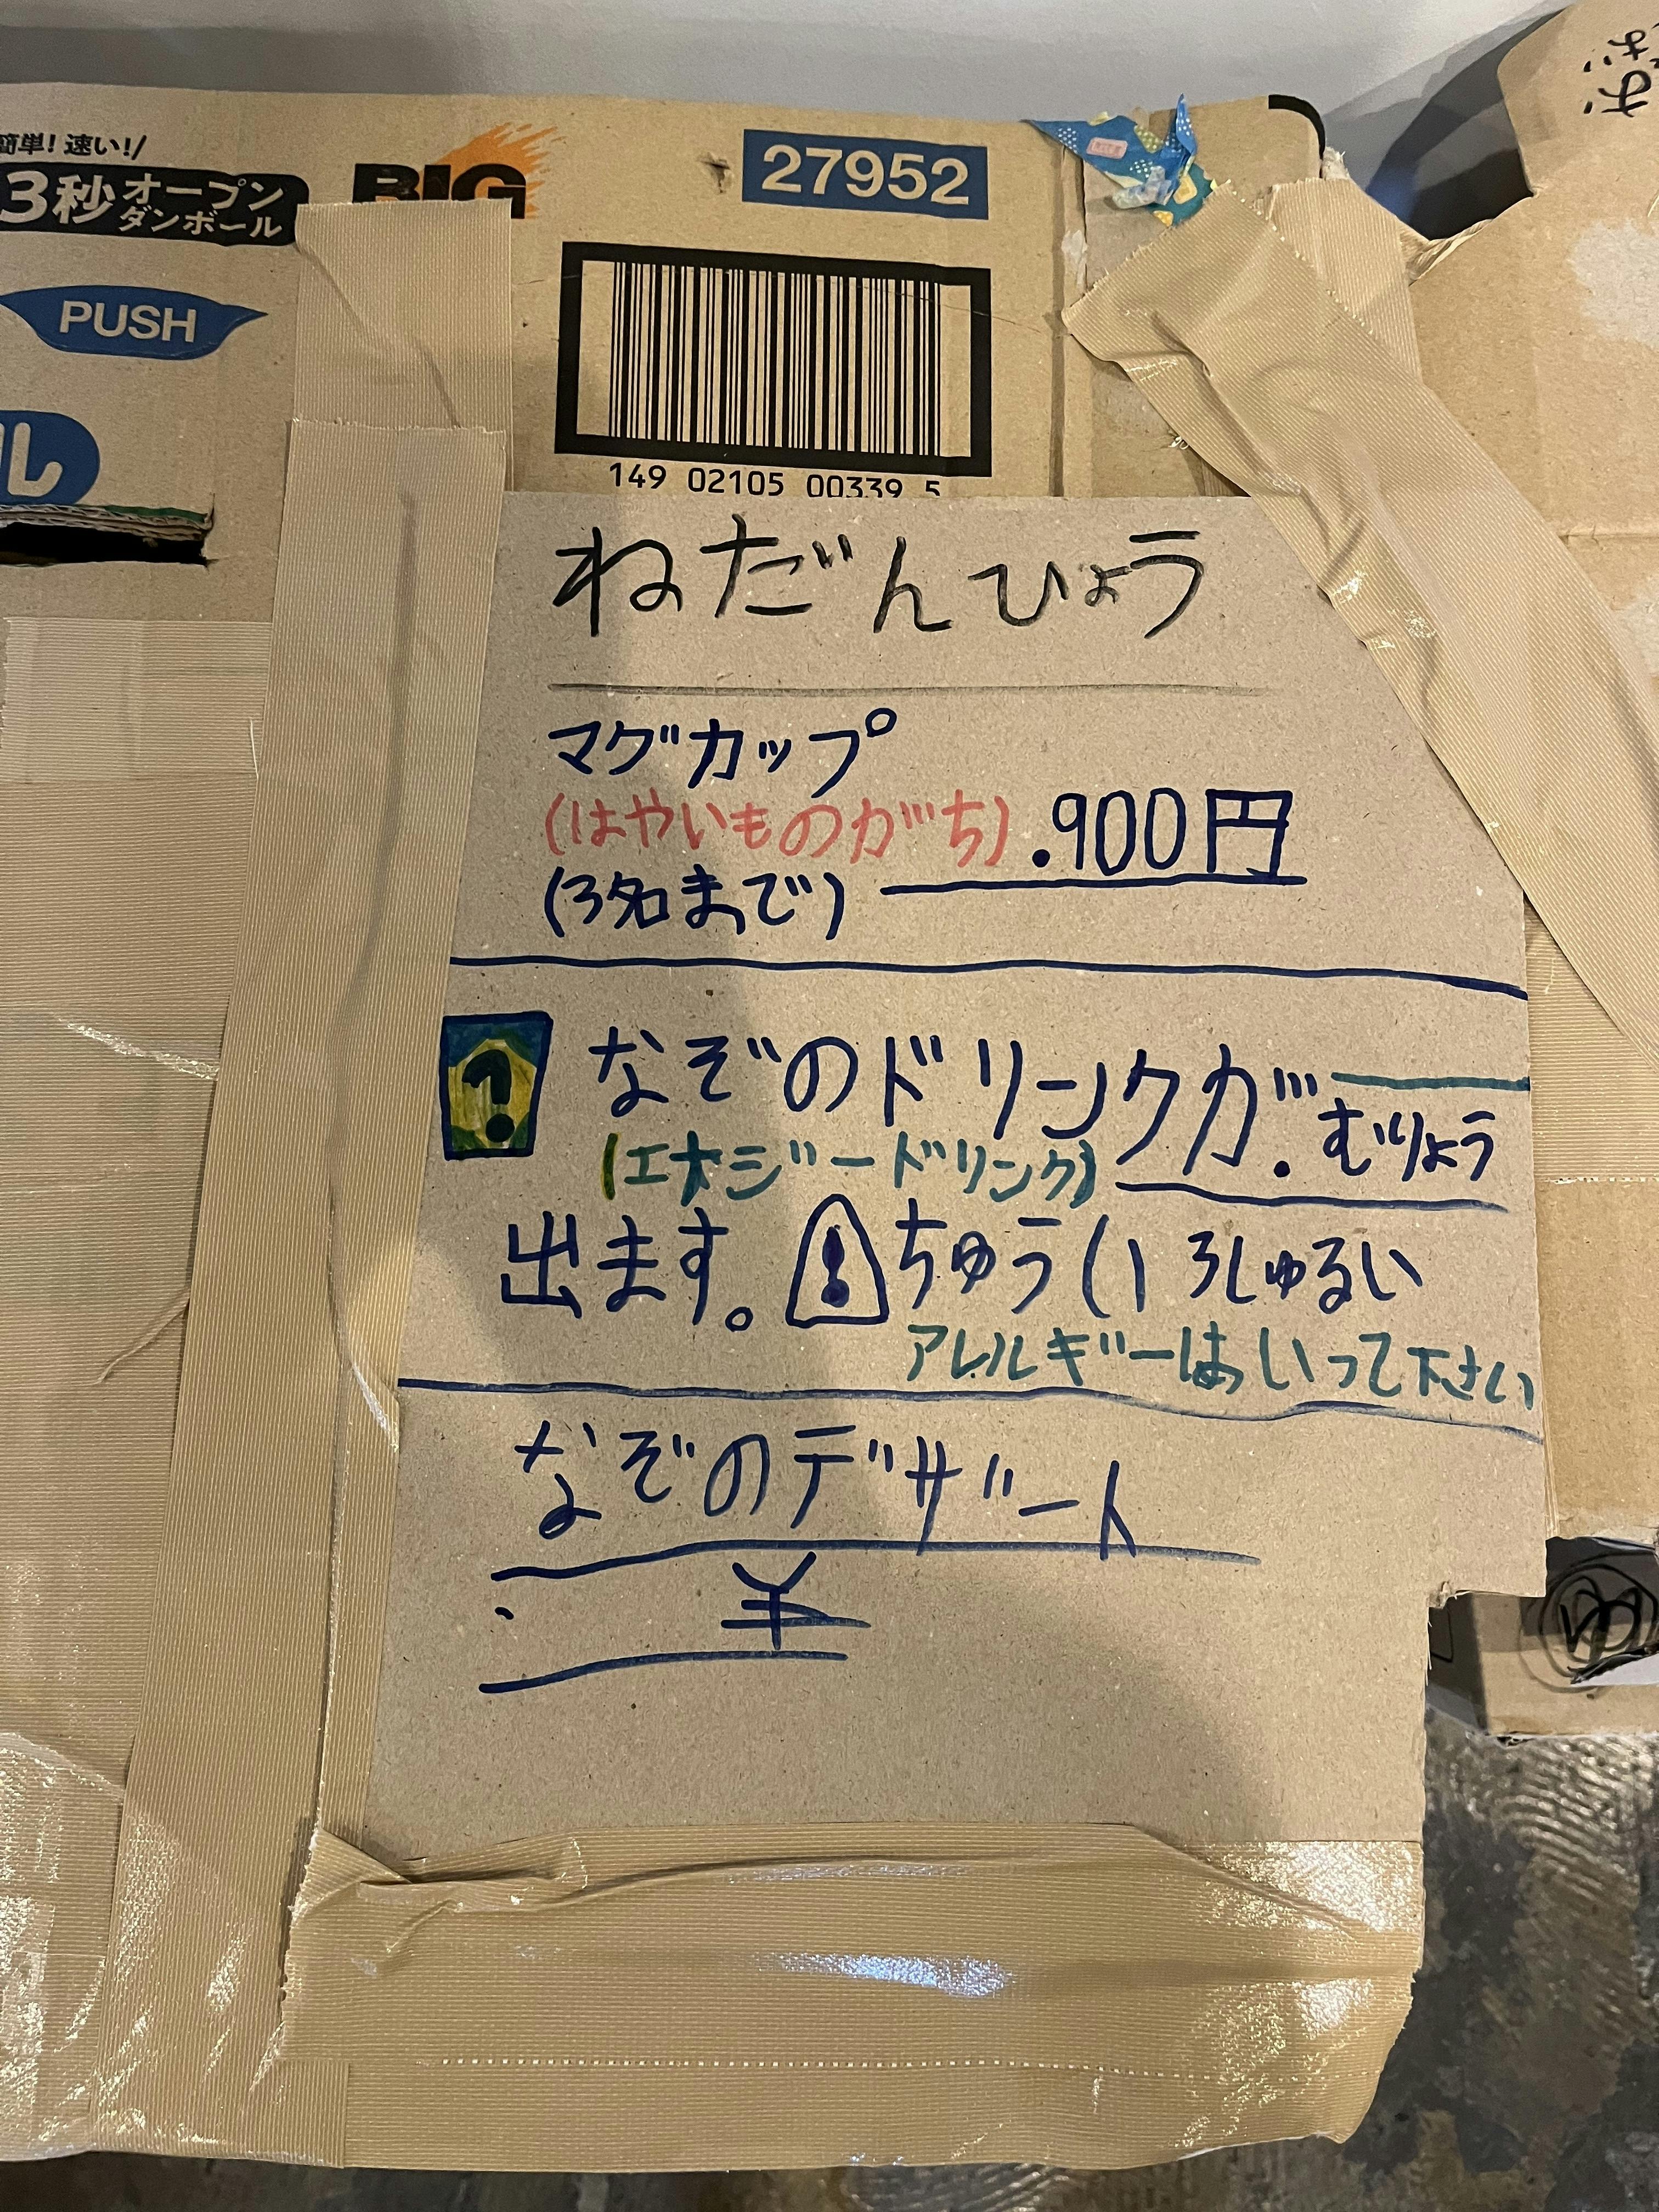 簡単!速い!/
3秒オープン
ダンボール
BIG
27952
PUSH
ル
149 02105 00339 5
ねだんひょう
マグカップ
(はやいものがち) .900円
(3名まで)
? なぞのドリンクが… むりょう
(エネジードリンク)
出ます。 ! ちゅうい 3しゅるい
アレルギーはいって下さい
なぞのデザート
・ ¥